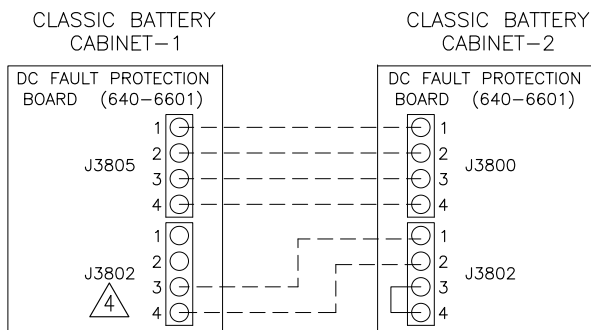 CLASSIC BATTERY
CABINET-1
DC FAULT PROTECTION
BOARD (640-6601)
J3805
1
2
3
4
J3802
4
1
2
3
4
CLASSIC BATTERY
CABINET-2
DC FAULT PROTECTION
BOARD (640-6601)
1
2
3
4
J3800
1
2
3
4
J3802